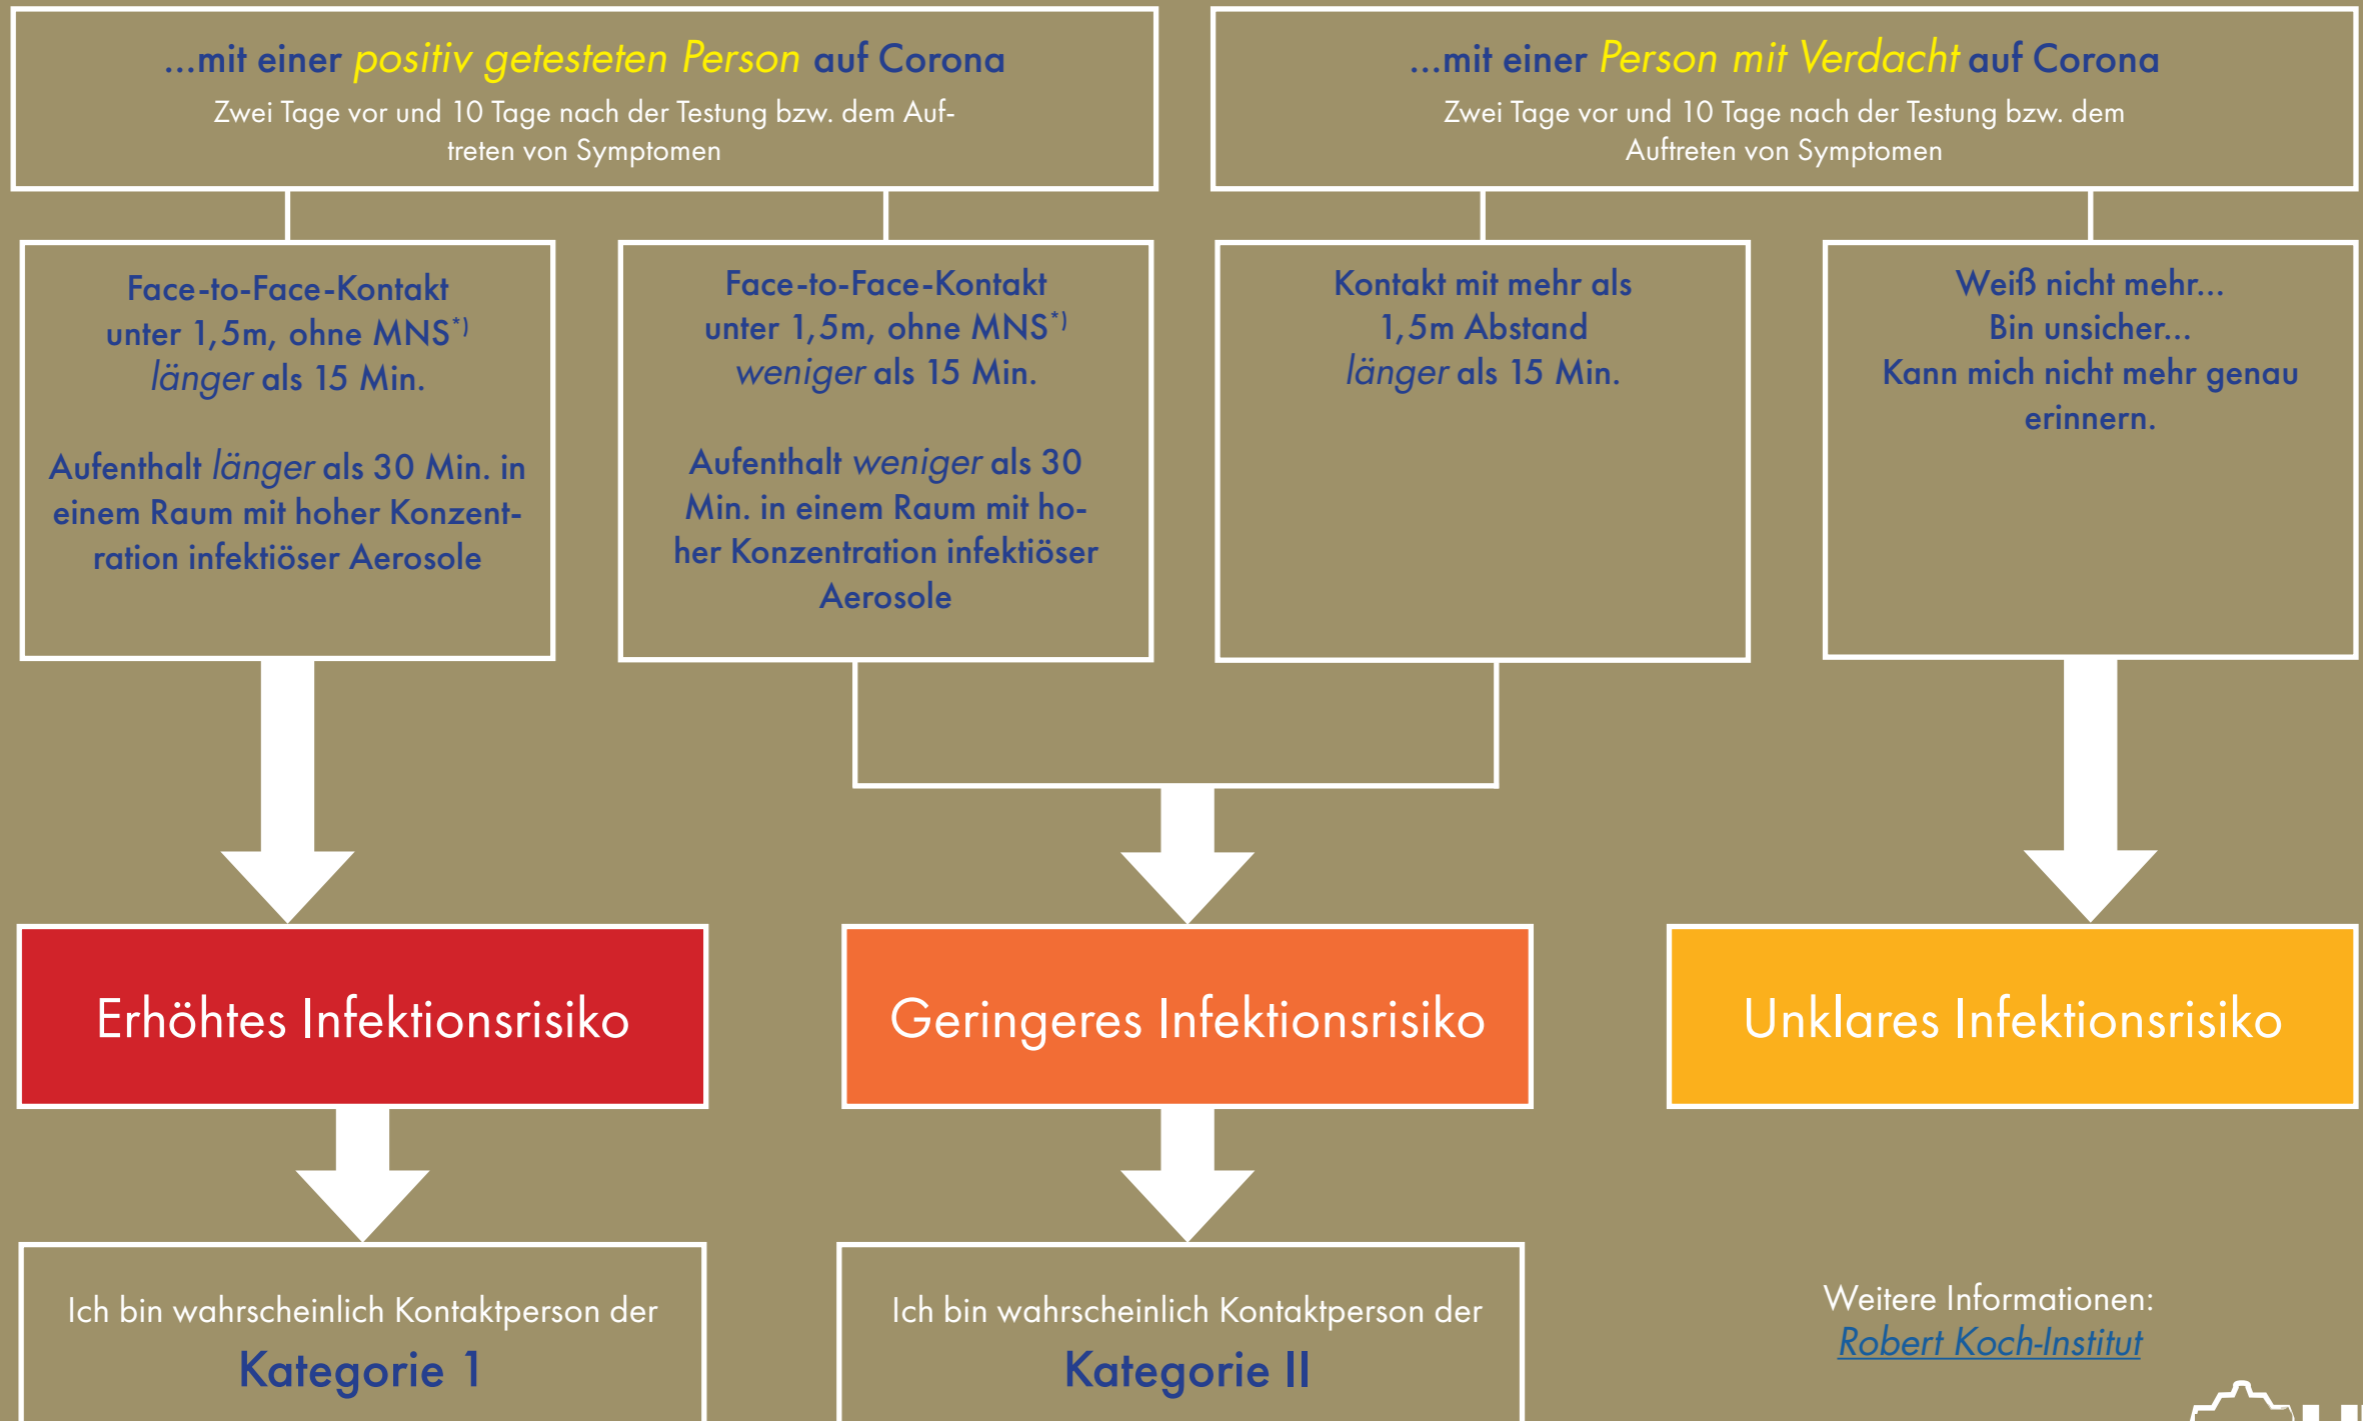 ...mit einer positiv getesteten Person auf Corona
Zwei Tage vor und 10 Tage nach der Testung bzw. dem Auf-
treten von Symptomen
...mit einer Person mit Verdacht auf Corona
Zwei Tage vor und 10 Tage nach der Testung bzw. dem
Auftreten von Symptomen
Face-to-Face-Kontakt
unter 1,5m, ohne MNS*)
länger als 15 Min.
Aufenthalt länger als 30 Min. in
einem Raum mit hoher Konzent-
ration infektiöser Aerosole
Face-to-Face-Kontakt
unter 1,5m, ohne MNS*)
weniger als 15 Min.
Aufenthalt weniger als 30
Min. in einem Raum mit ho-
her Konzentration infektiöser
Aerosole
Kontakt mit mehr als
1,5m Abstand
länger als 15 Min.
Weiß nicht mehr...
Bin unsicher...
Kann mich nicht mehr genau
erinnern.
Erhöhtes Infektionsrisiko
Geringeres Infektionsrisiko
Unklares Infektionsrisiko
Ich bin wahrscheinlich Kontaktperson der
Kategorie 1
Ich bin wahrscheinlich Kontaktperson der
Kategorie II
Weitere Informationen:
Robert Koch-Institut